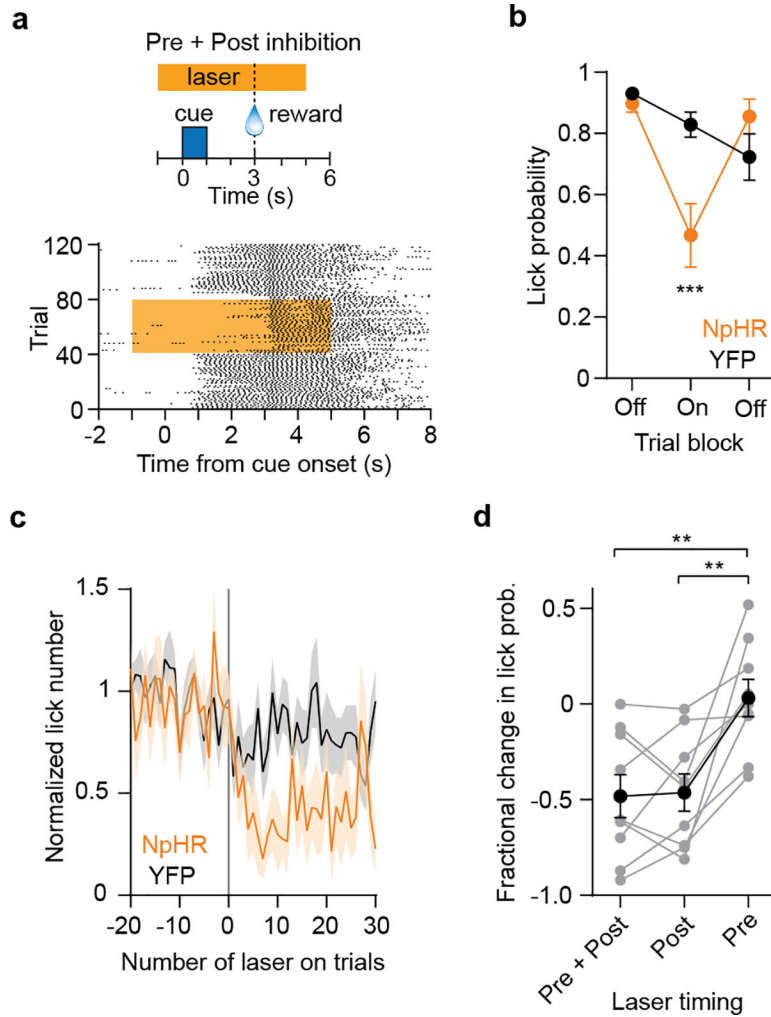 a
Pre + Post inhibition
laser
cue
reward
0 3 6
Time (s)
120
80
40
0
Trial
-2 0 2 4 6 8
Time from cue onset (s)
b
1
0.8
0.6
0.4
0.2
0
Lick probability
***
NpHR
YFP
Off On Off
Trial block
c
1.5
1
0.5
0
Normalized lick number
NpHR
YFP
-20 -10 0 10 20 30
Number of laser on trials
d
**
**
0.5
0
-0.5
-1.0
Fractional change in lick prob.
Pre + Post Post Pre
Laser timing